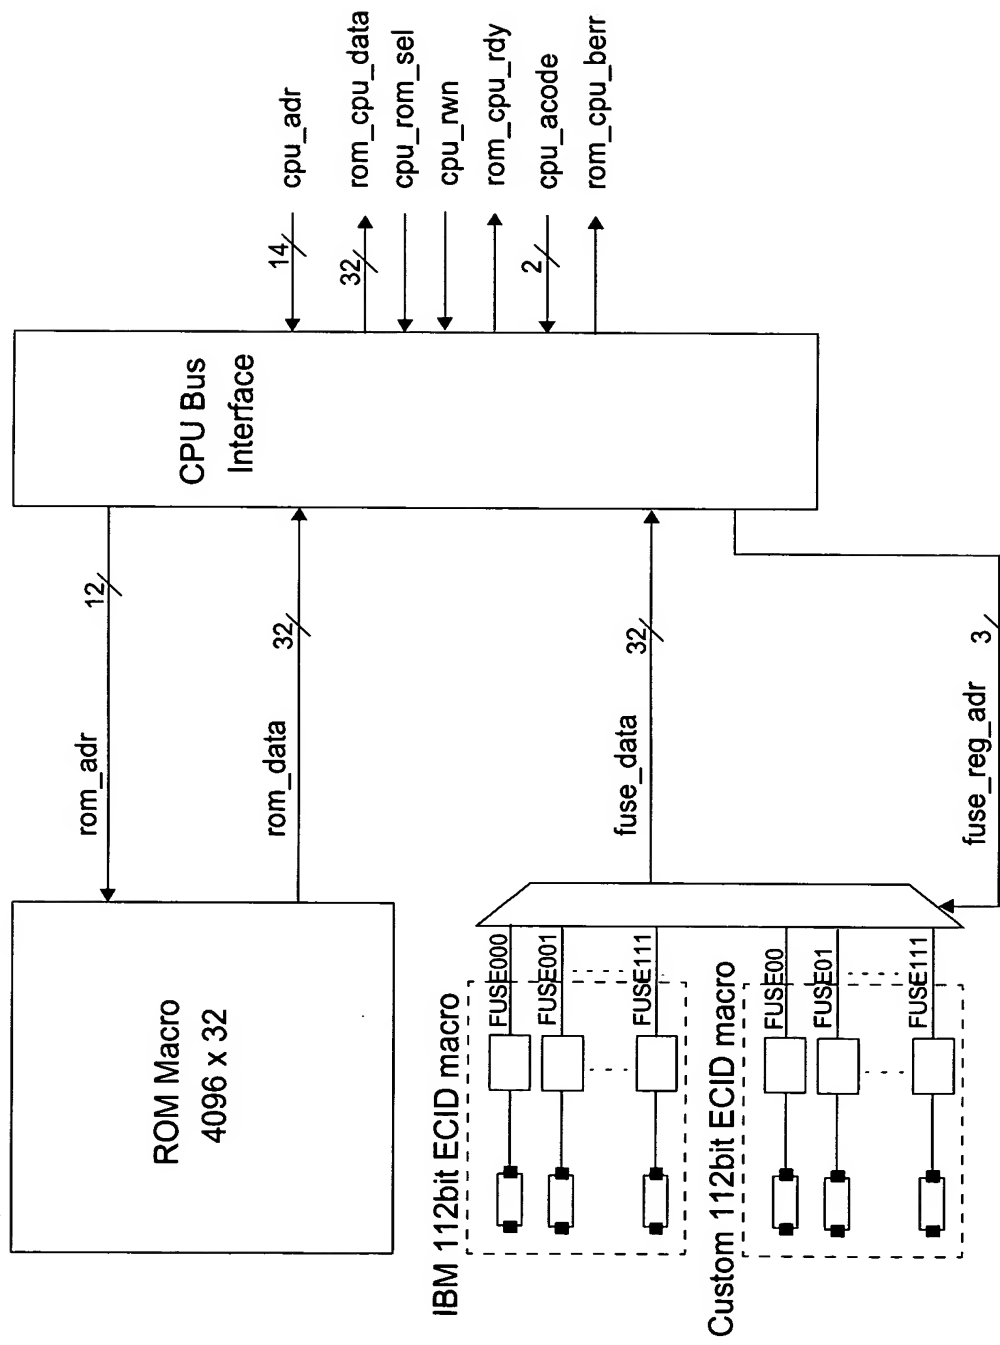 ROM Macro
4096 x 32
rom_adr
12
rom_data
32
CPU Bus
Interface
14
cpu_adr
32
rom_cpu_data
cpu_rom_sel
cpu_rwn
rom_cpu_rdy
2
cpu_acode
rom_cpu_berr
IBM 112bit ECID macro
FUSE000
FUSE001
FUSE111
fuse_data
32
Custom 112bit ECID macro
FUSE00
FUSE01
FUSE111
fuse_reg_adr
3